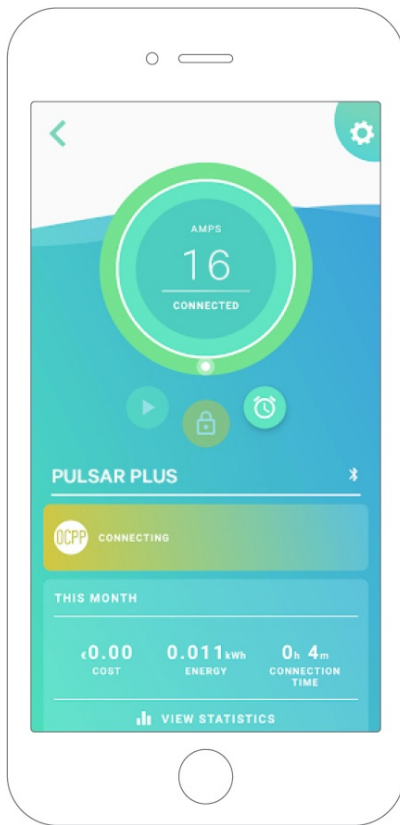 AMPS
16
CONNECTED
PULSAR PLUS
OCPP CONNECTING
THIS MONTH
€0.00 0.011kWh 0h 4m
COST ENERGY CONNECTION
TIME
VIEW STATISTICS